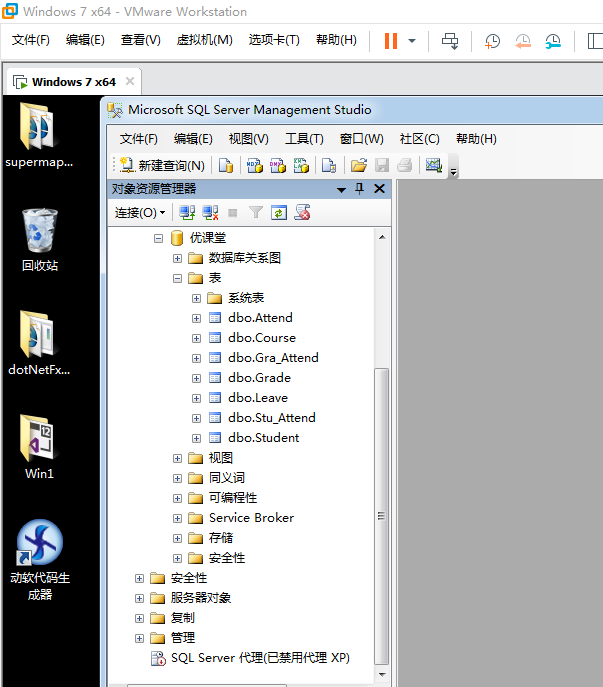 Windows 7 x64 - VMware Workstation
文件(F) 编辑(E) 查看(V) 虚拟机(M) 选项卡(T) 帮助(H)
Windows 7 x64
supermap...
回收站
dotNetFx...
Win1
动软代码生
成器
Microsoft SQL Server Management Studio
文件(F) 编辑(E) 视图(V) 工具(T) 窗口(W) 社区(C) 帮助(H)
新建查询(N)
对象资源管理器
连接(O)
优课堂
数据库关系图
表
系统表
dbo.Attend
dbo.Course
dbo.Gra_Attend
dbo.Grade
dbo.Leave
dbo.Stu_Attend
dbo.Student
视图
同义词
可编程性
Service Broker
存储
安全性
安全性
服务器对象
复制
管理
SQL Server 代理(已禁用代理 XP)